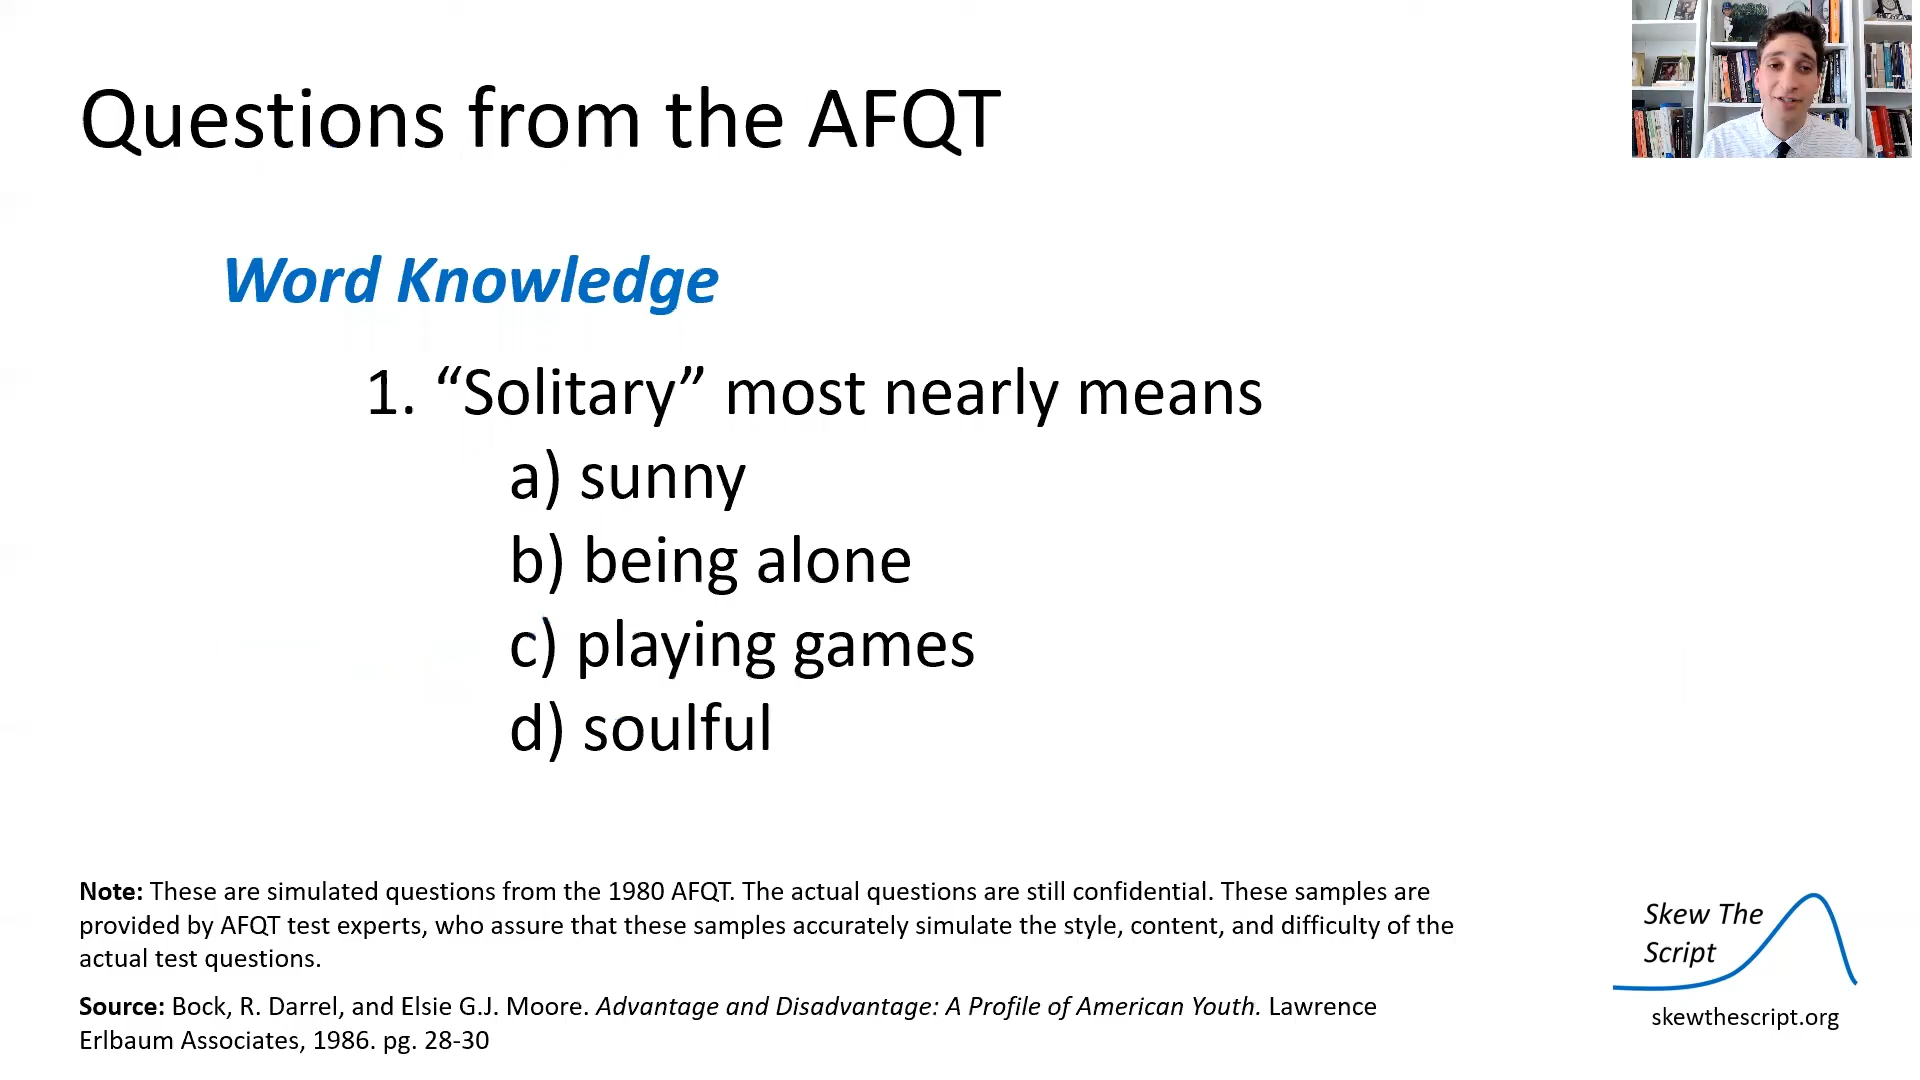 Questions from the AFQT
Word Knowledge
1. “Solitary” most nearly means
a) sunny
b) being alone
c) playing games
d) soulful
Note: These are simulated questions from the 1980 AFQT. The actual questions are still confidential. These samples are
provided by AFQT test experts, who assure that these samples accurately simulate the style, content, and difficulty of the
actual test questions.
Source: Bock, R. Darrel, and Elsie G.J. Moore. Advantage and Disadvantage: A Profile of American Youth. Lawrence
Erlbaum Associates, 1986. pg. 28-30
Skew The
Script
skewthescript.org